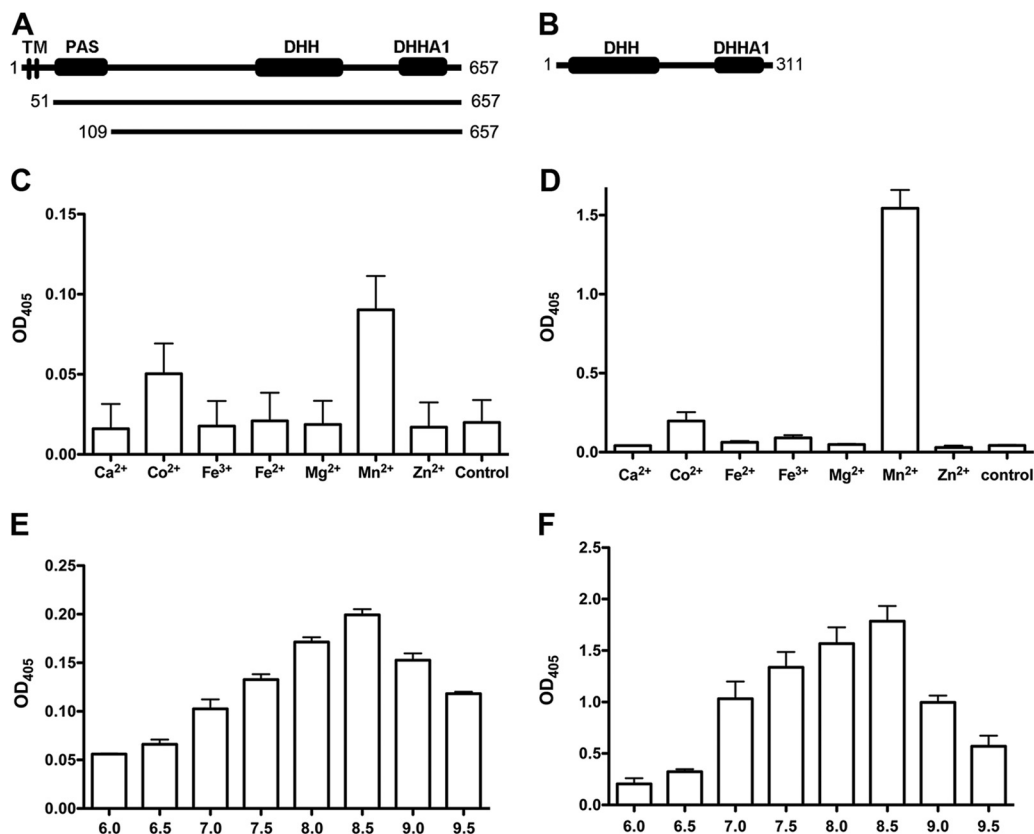 A
TM PAS DHH DHHA1
1 657
51 657
109 657
B
DHH DHHA1
1 311
C
OD405
0.15
0.10
0.05
0.00
Ca2+ Co2+ Fe3+ Fe2+ Mg2+ Mn2+ Zn2+ Control
D
OD405
1.5
1.0
0.5
0.0
Ca2+ Co2+ Fe2+ Fe3+ Mg2+ Mn2+ Zn2+ control
E
OD405
0.25
0.20
0.15
0.10
0.05
0.00
6.0 6.5 7.0 7.5 8.0 8.5 9.0 9.5
F
OD405
2.5
2.0
1.5
1.0
0.5
0.0
6.0 6.5 7.0 7.5 8.0 8.5 9.0 9.5